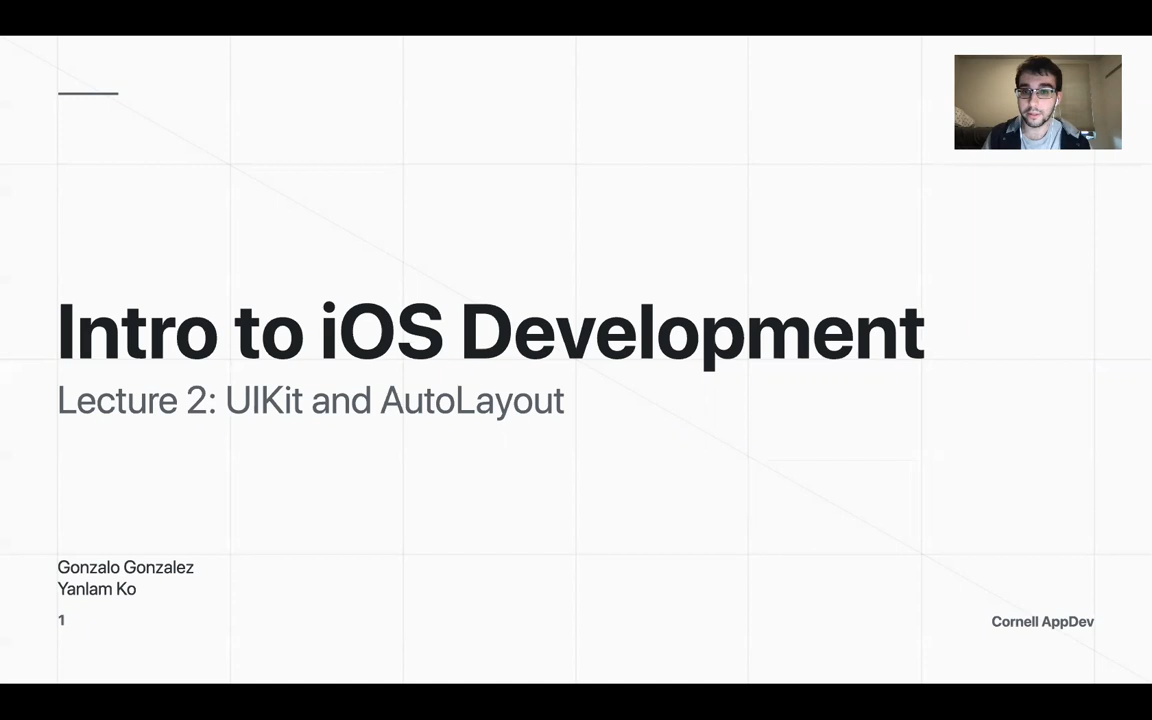 Intro to iOS Development
Lecture 2: UIKit and AutoLayout
Gonzalo Gonzalez
Yanlam Ko
1
Cornell AppDev